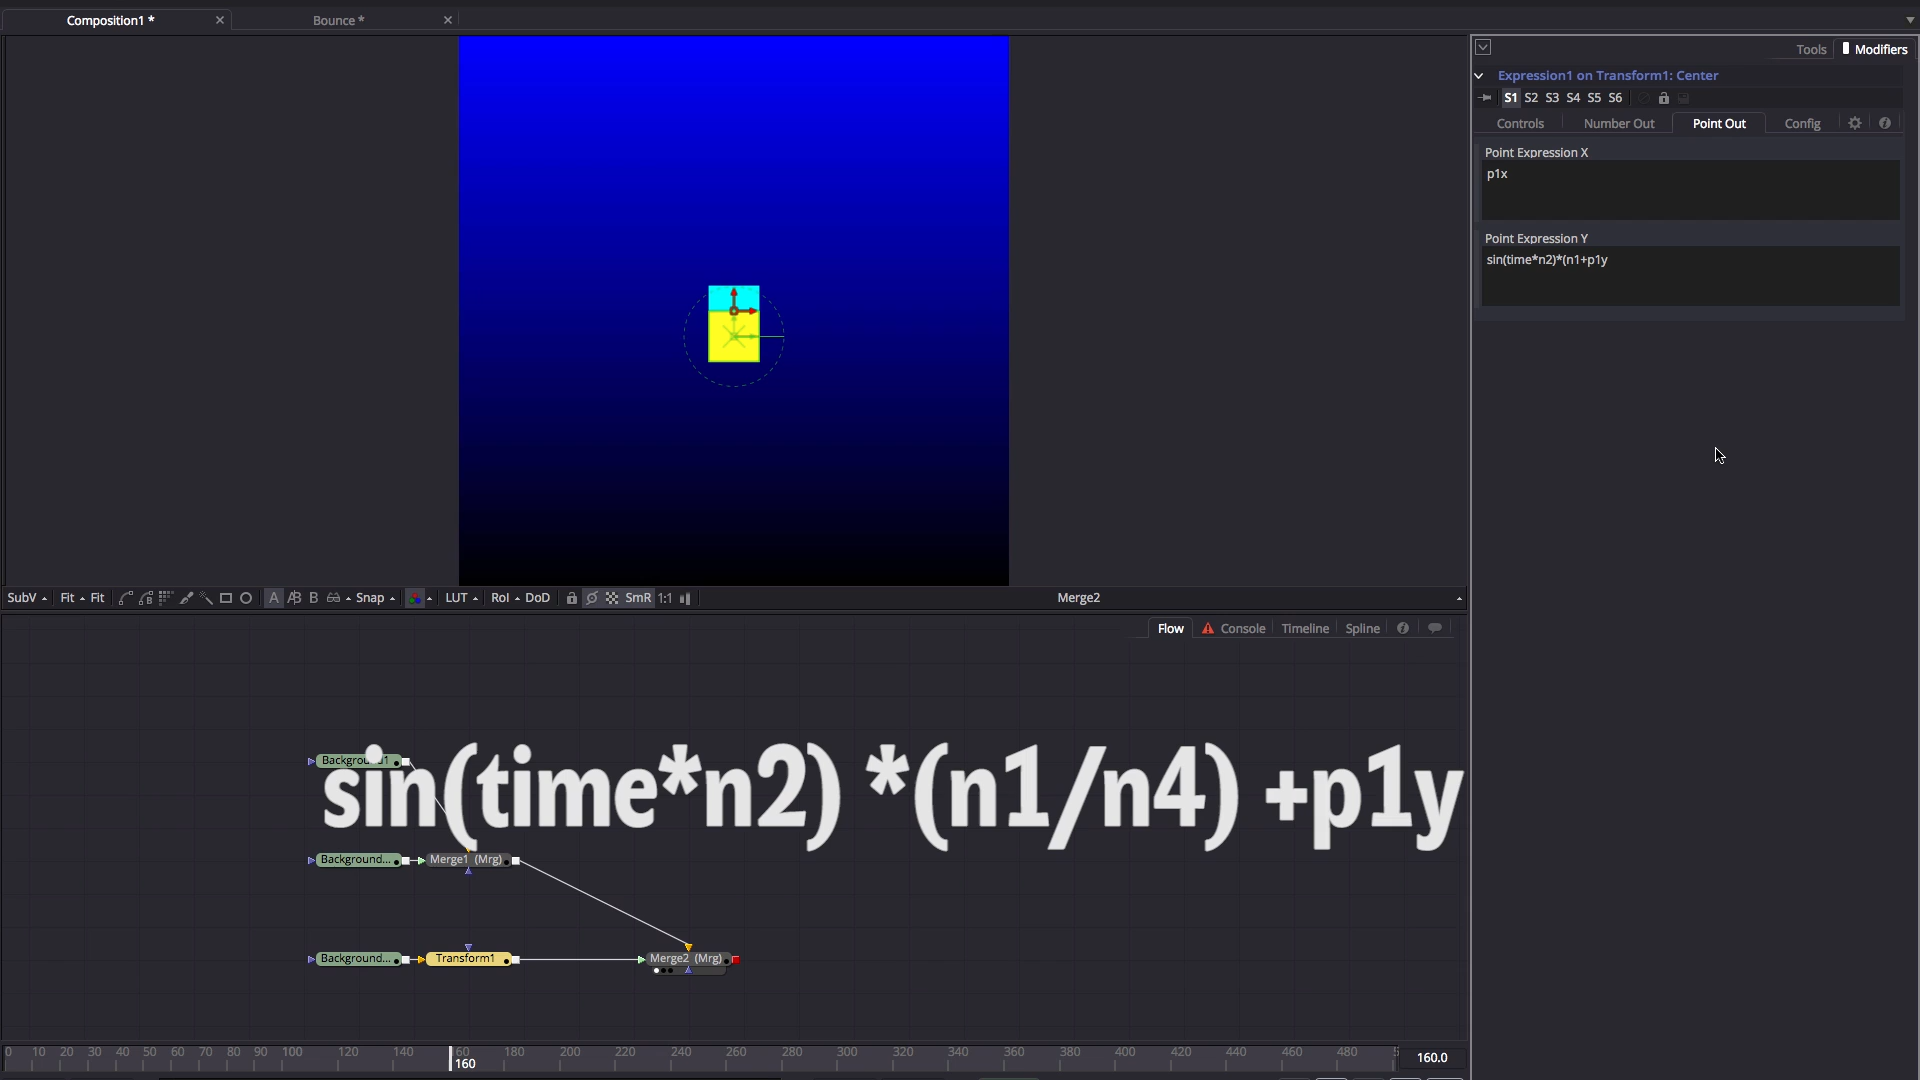 Composition1 *
Bounce *
Tools
Modifiers
Expression1 on Transform1: Center
S1 S2 S3 S4 S5 S6
Controls
Number Out
Point Out
Config
Point Expression X
p1x
Point Expression Y
sin(time*n2)*(n1+p1y
SubV
Fit
Fit
A
A/B
B
Snap
LUT
RoI
DoD
SmR
1:1
Merge2
Flow
Console
Timeline
Spline
Background1
sin(time*n2) *(n1/n4) +p1y
Background...
Merge1 (Mrg)
Background...
Transform1
Merge2 (Mrg)
0 10 20 30 40 50 60 70 80 90 100 120 140 160 180 200 220 240 260 280 300 320 340 360 380 400 420 440 460 480
160
160.0